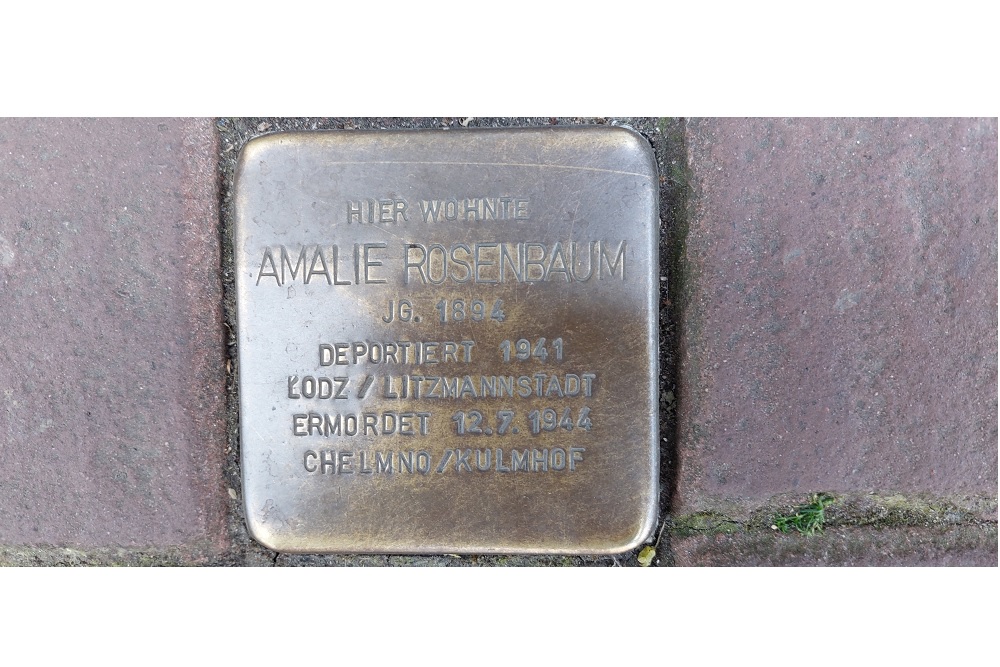 HIER WOHNTE
AMALIE ROSENBAUM
JG. 1894
DEPORTIERT 1941
ŁODZ / LITZMANNSTADT
ERMORDET 12.7.1944
CHELMNO/KULMHOF